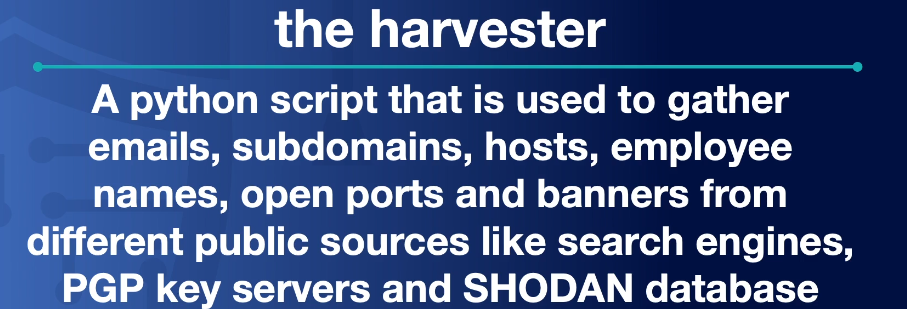 the harvester
A python script that is used to gather
emails, subdomains, hosts, employee
names, open ports and banners from
different public sources like search engines,
PGP key servers and SHODAN database